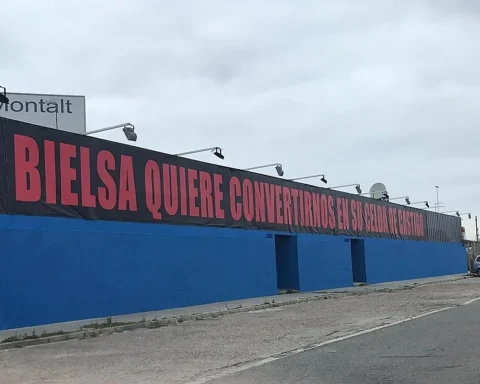 Montalt
BIELSA QUIERE CONVERTIRNOS EN SU CELDA DE CASTIGO